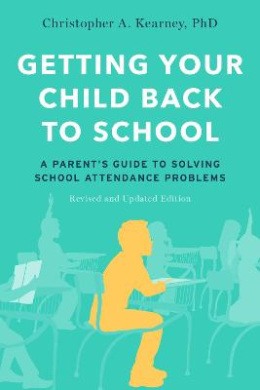 Christopher A. Kearney, PhD
GETTING YOUR
CHILD BACK
TO SCHOOL
A PARENT'S GUIDE TO SOLVING
SCHOOL ATTENDANCE PROBLEMS
Revised and Updated Edition